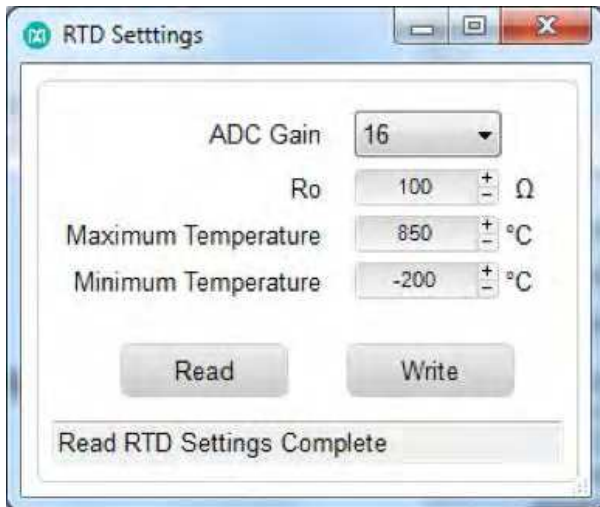 RTD Setttings
ADC Gain 16
Ro 100 + - Ω
Maximum Temperature 850 + - °C
Minimum Temperature -200 + - °C
Read Write
Read RTD Settings Complete